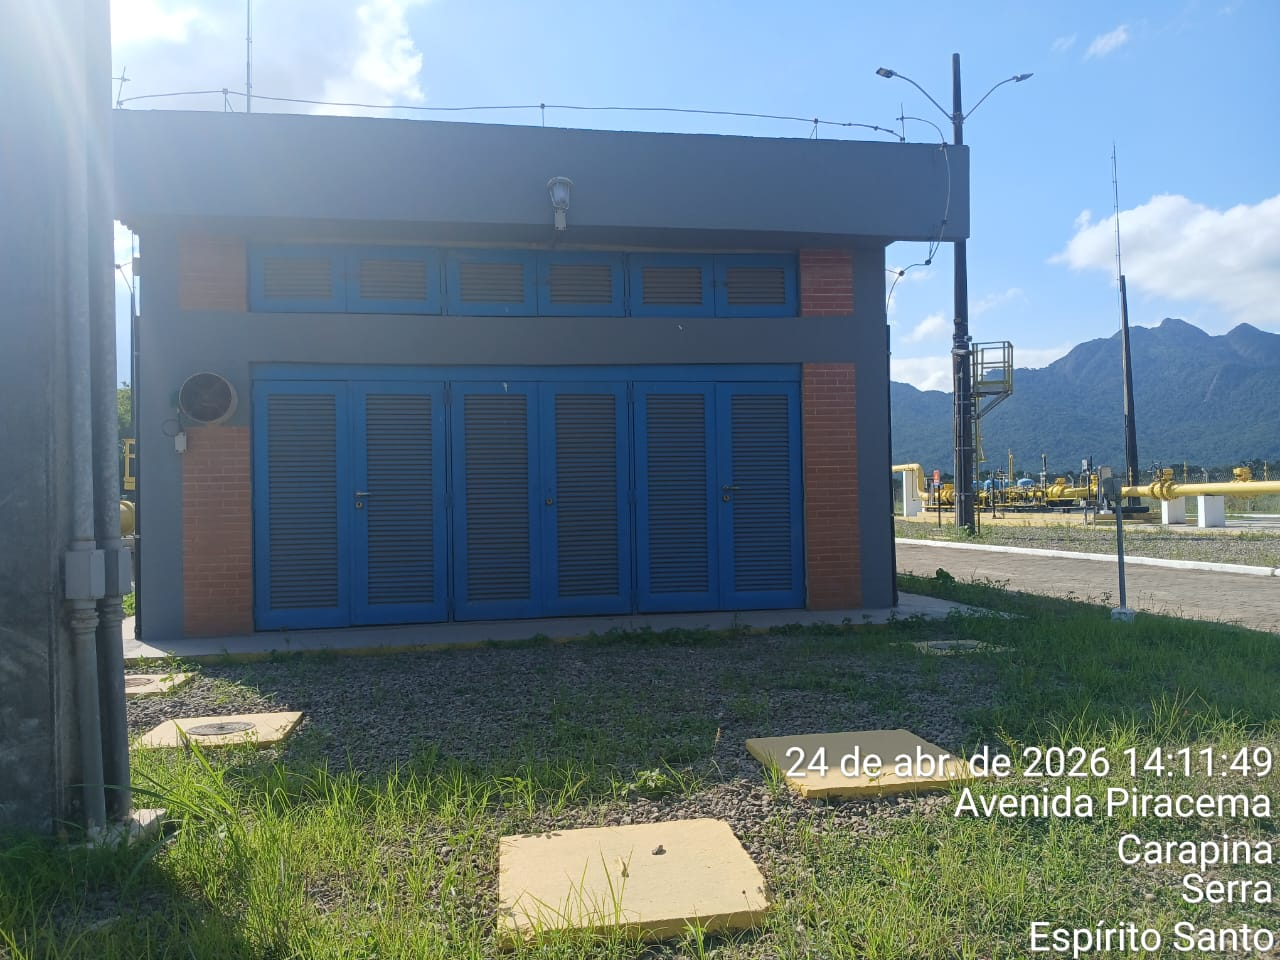 24 de abr. de 2026 14:11:49
Avenida Piracema
Carapina
Serra
Espírito Santo